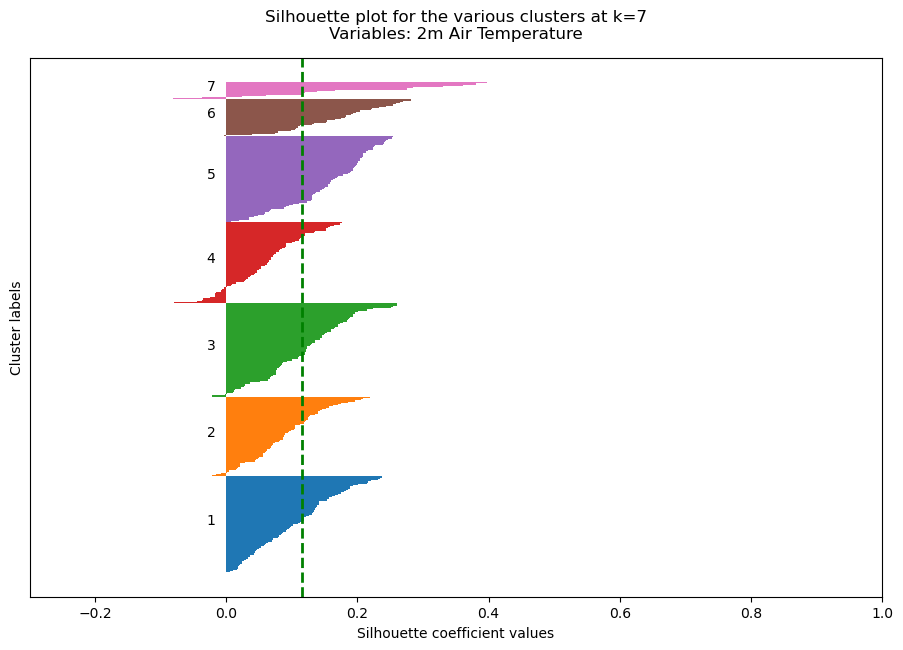 Silhouette plot for the various clusters at k=7
Variables: 2m Air Temperature
7
6
5
4
3
2
1
Cluster labels
−0.2 0.0 0.2 0.4 0.6 0.8 1.0
Silhouette coefficient values